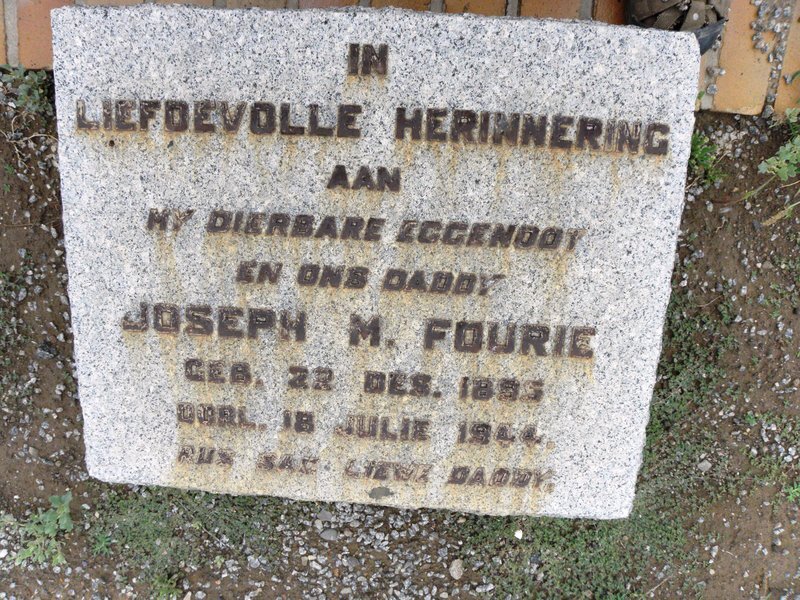 IN
LIEFDEVOLLE HERINNERING
AAN
MY DIERBARE EGGENOOT
EN ONS DADDY
JOSEPH M. FOURIE
GEB. 22 DES. 1895
OORL. 18 JULIE 1944.
RUS SAG LIEWE DADDY.